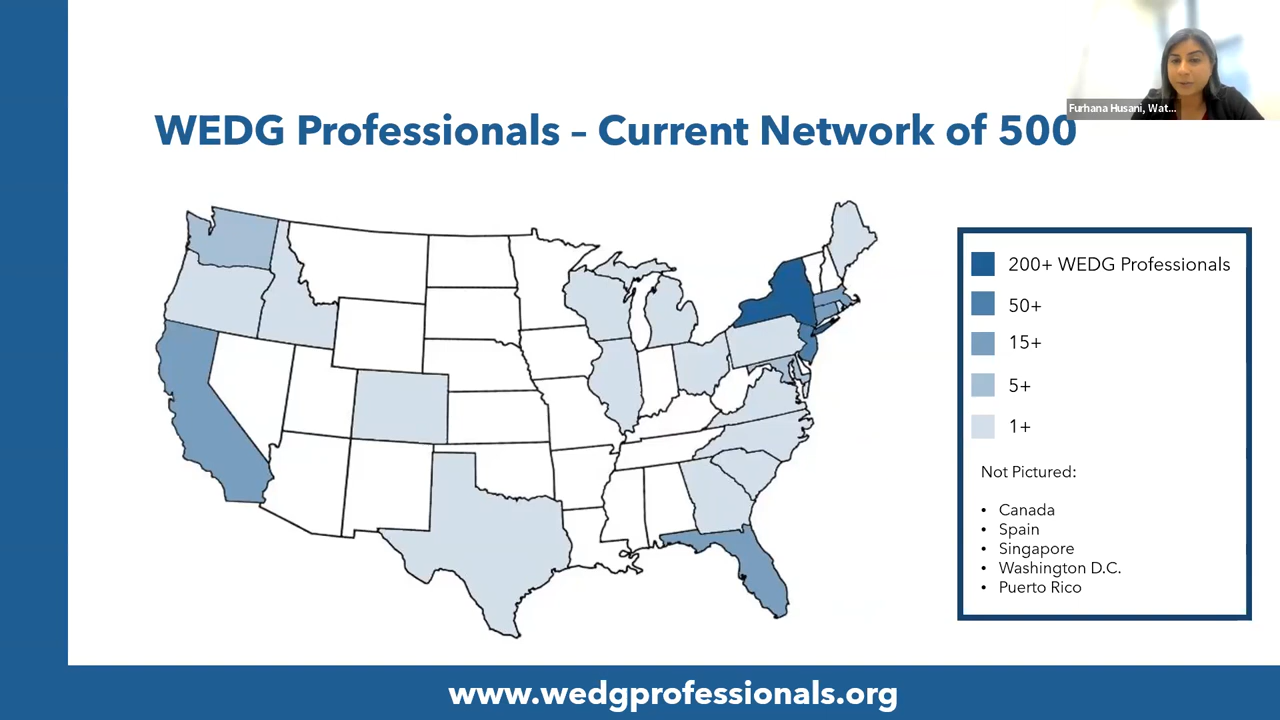 Furhana Husani, Wat...
WEDG Professionals – Current Network of 500
200+ WEDG Professionals
50+
15+
5+
1+
Not Pictured:
• Canada
• Spain
• Singapore
• Washington D.C.
• Puerto Rico
www.wedgprofessionals.org